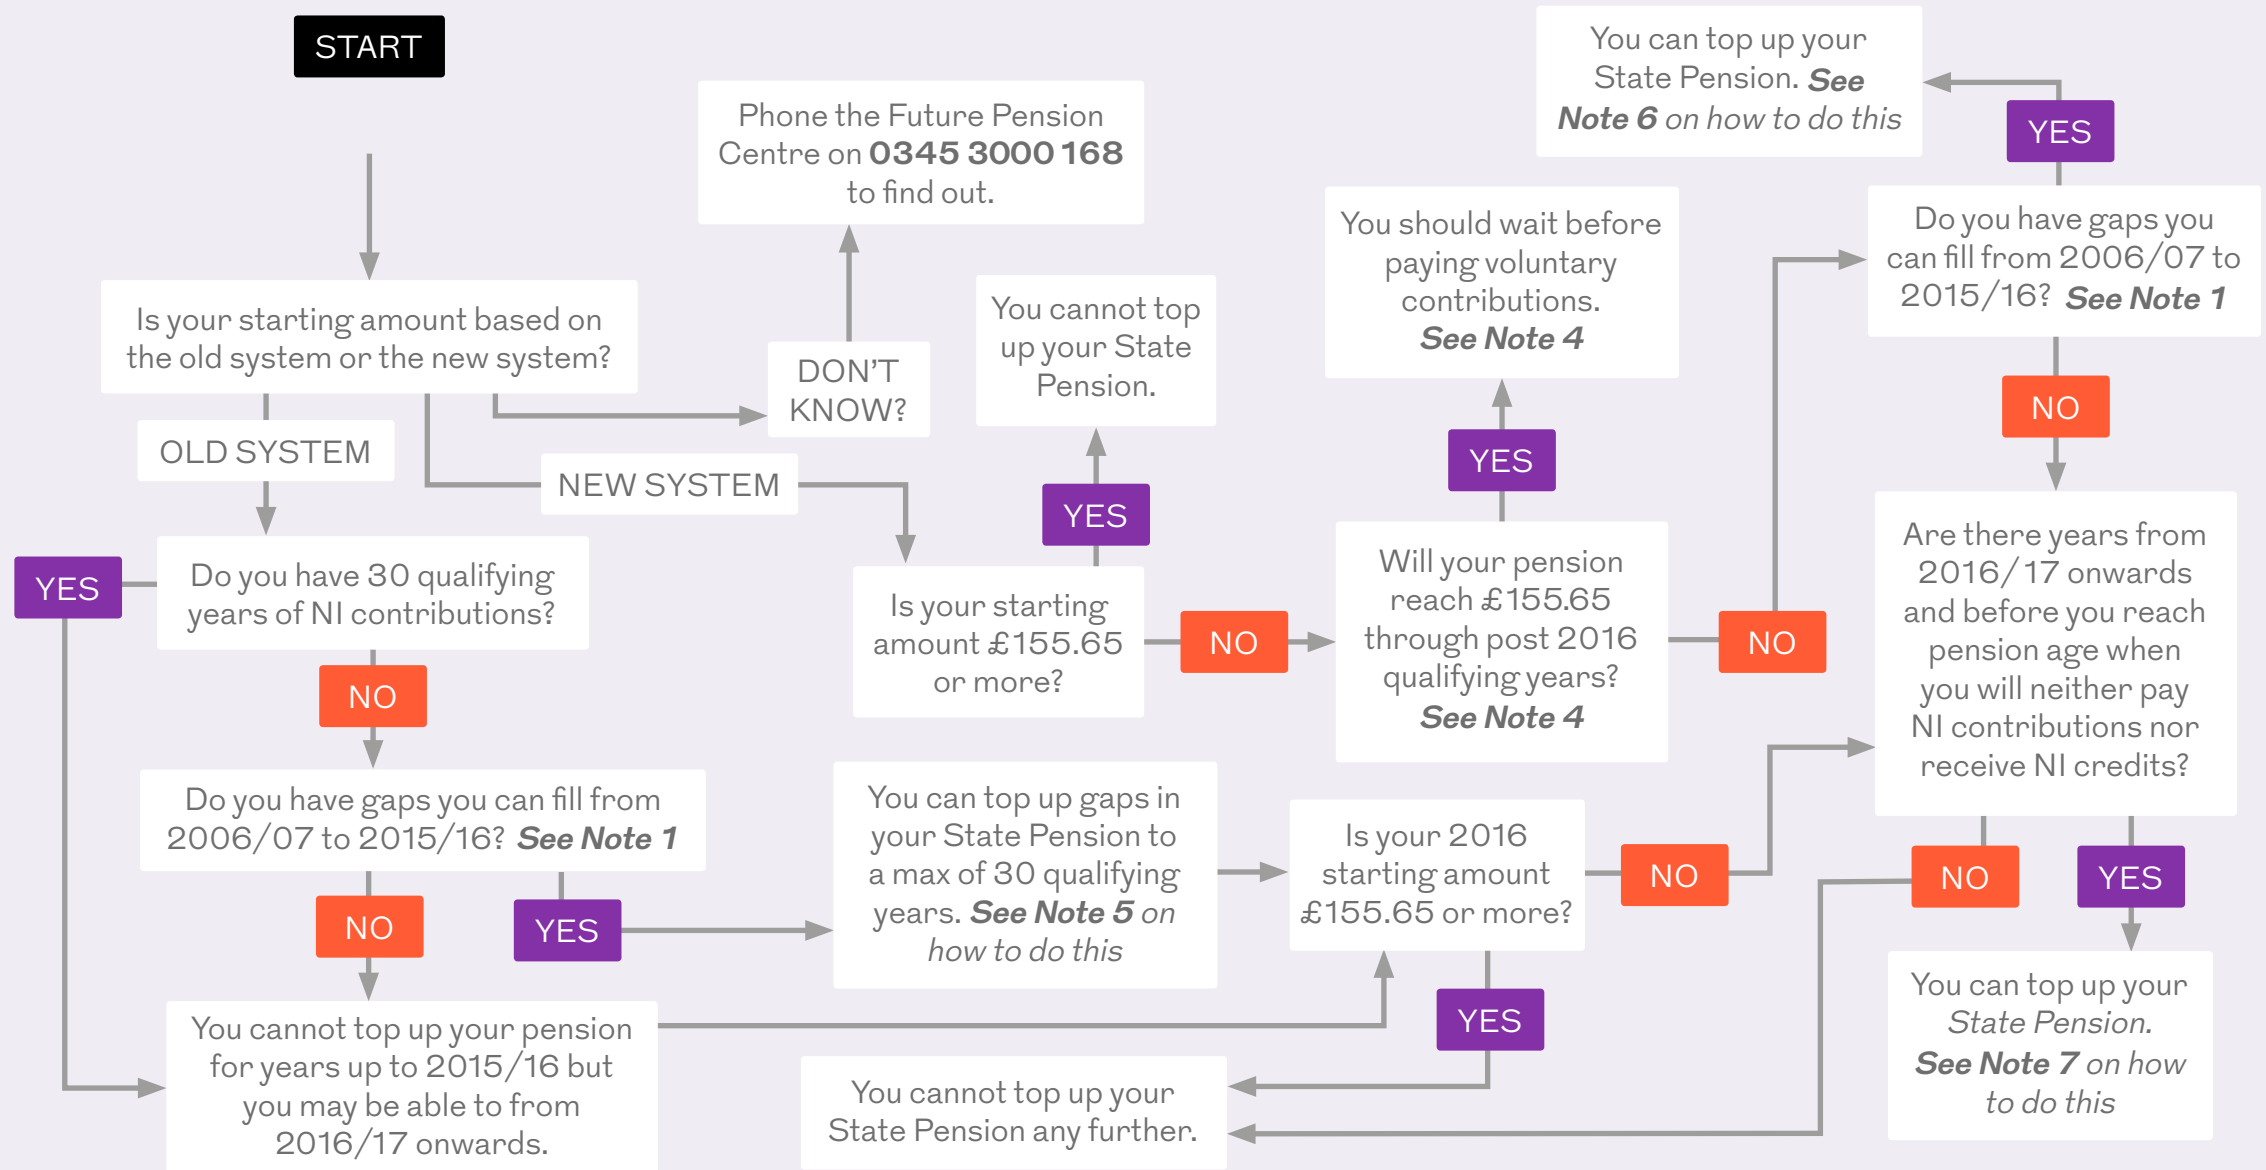 START
Phone the Future Pension
Centre on 0345 3000 168
to find out.
You can top up your
State Pension. See
Note 6 on how to do this
YES
You should wait before
paying voluntary
contributions.
See Note 4
Do you have gaps you
can fill from 2006/07 to
2015/16? See Note 1
Is your starting amount based on
the old system or the new system?
DON'T
KNOW?
You cannot top
up your State
Pension.
NO
OLD SYSTEM
NEW SYSTEM
YES
YES
YES
Do you have 30 qualifying
years of NI contributions?
Is your starting
amount £155.65
or more?
NO
Will your pension
reach £155.65
through post 2016
qualifying years?
See Note 4
NO
Are there years from
2016/17 onwards
and before you reach
pension age when
you will neither pay
NI contributions nor
receive NI credits?
NO
Do you have gaps you can fill from
2006/07 to 2015/16? See Note 1
You can top up gaps in
your State Pension to
a max of 30 qualifying
years. See Note 5 on
how to do this
Is your 2016
starting amount
£155.65 or more?
NO
NO
YES
NO
YES
You cannot top up your pension
for years up to 2015/16 but
you may be able to from
2016/17 onwards.
YES
You cannot top up your
State Pension any further.
You can top up your
State Pension.
See Note 7 on how
to do this